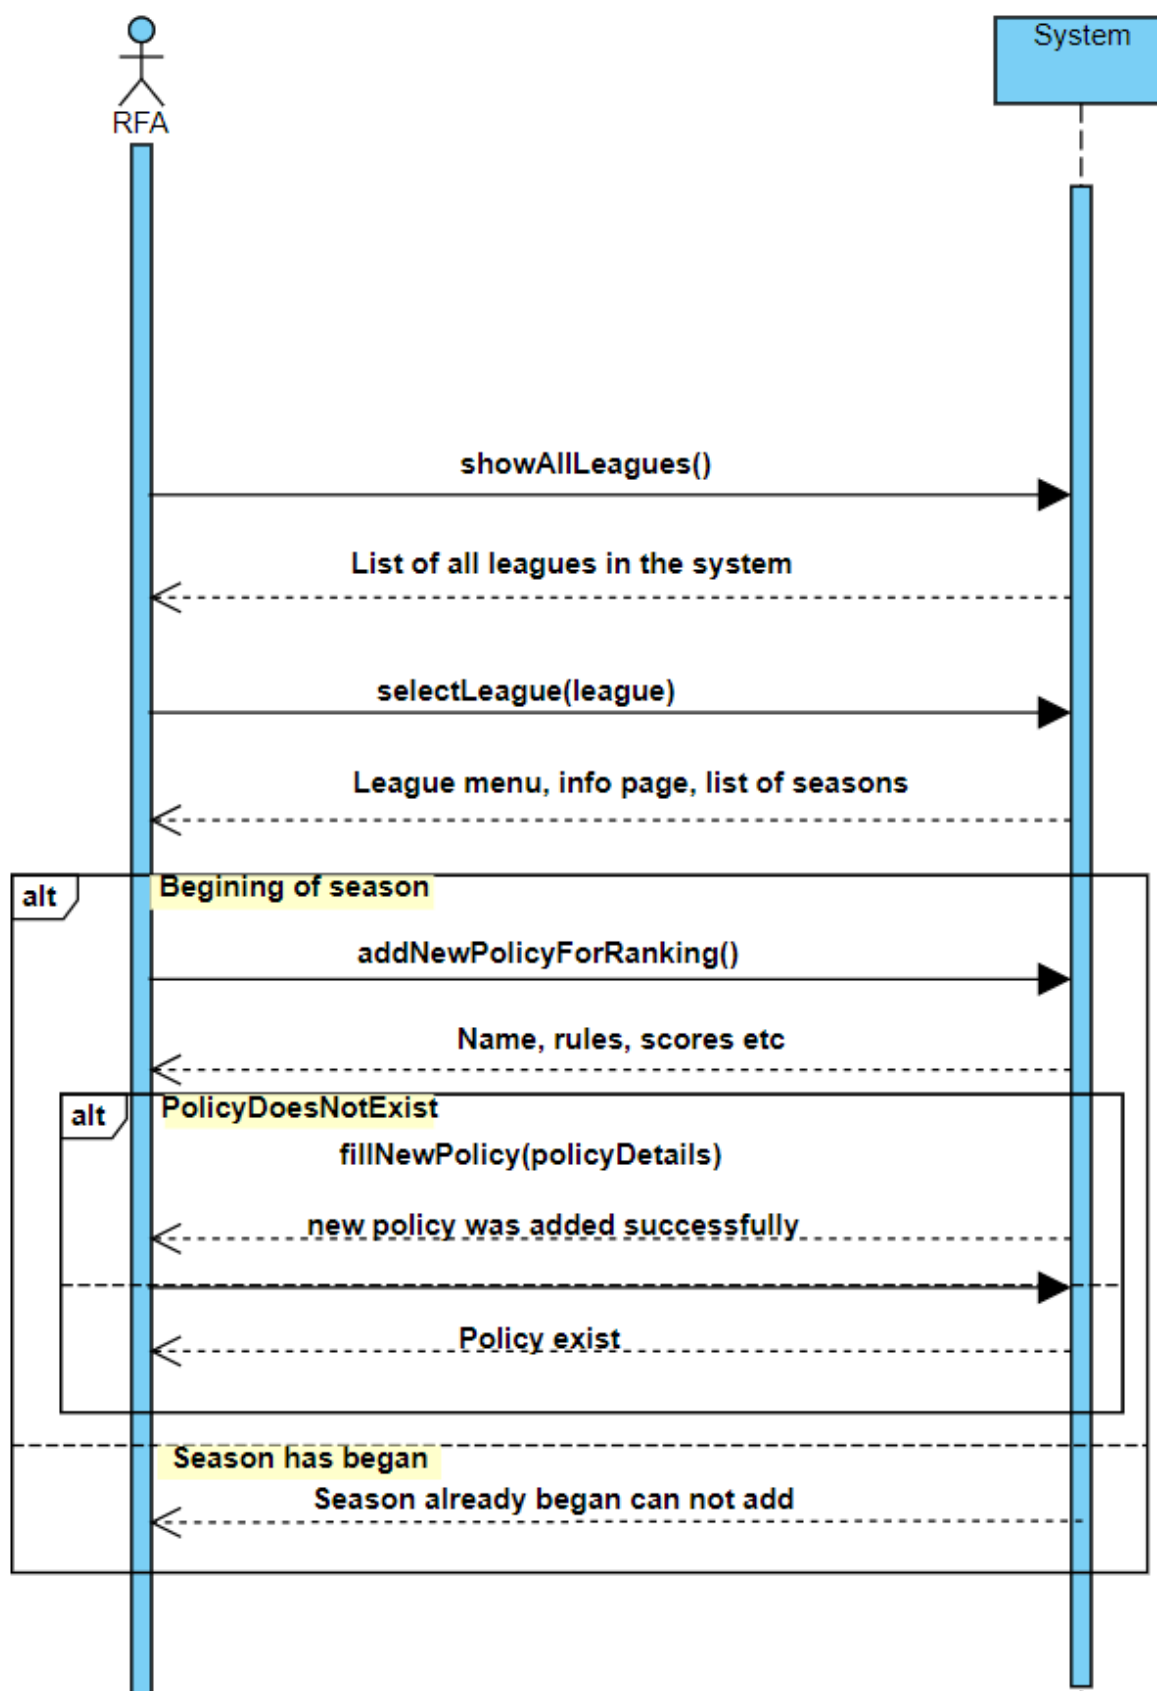 System
RFA
showAllLeagues()
List of all leagues in the system
selectLeague(league)
League menu, info page, list of seasons
alt
Begining of season
addNewPolicyForRanking()
Name, rules, scores etc
alt
PolicyDoesNotExist
fillNewPolicy(policyDetails)
new policy was added successfully
Policy exist
Season has began
Season already began can not add